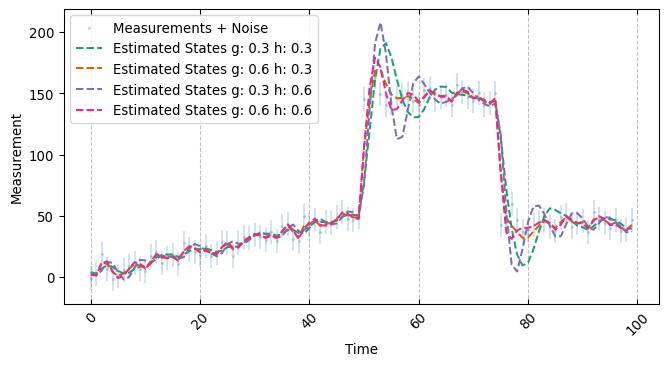 Measurements + Noise
Estimated States g: 0.3 h: 0.3
Estimated States g: 0.6 h: 0.3
Estimated States g: 0.3 h: 0.6
Estimated States g: 0.6 h: 0.6
Measurement
200
150
100
50
0
0
20
40
60
80
100
Time